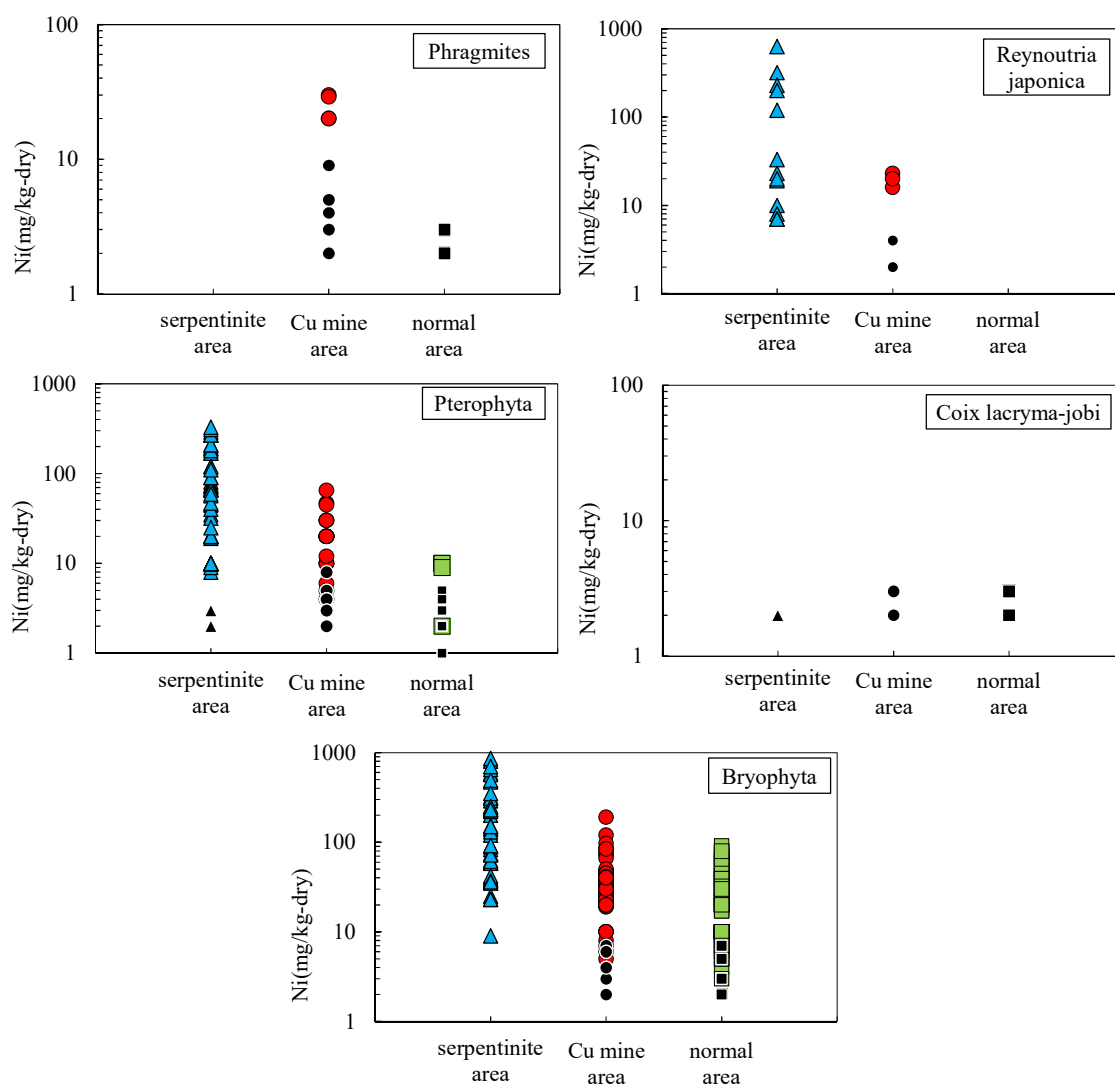 Phragmites
Ni(mg/kg-dry)
100
10
1
serpentinite
area
Cu mine
area
normal
area
Reynoutria
japonica
Ni(mg/kg-dry)
1000
100
10
1
serpentinite
area
Cu mine
area
normal
area
Pterophyta
Ni(mg/kg-dry)
1000
100
10
1
serpentinite
area
Cu mine
area
normal
area
Coix lacryma-jobi
Ni(mg/kg-dry)
100
10
1
serpentinite
area
Cu mine
area
normal
area
Bryophyta
Ni(mg/kg-dry)
1000
100
10
1
serpentinite
area
Cu mine
area
normal
area